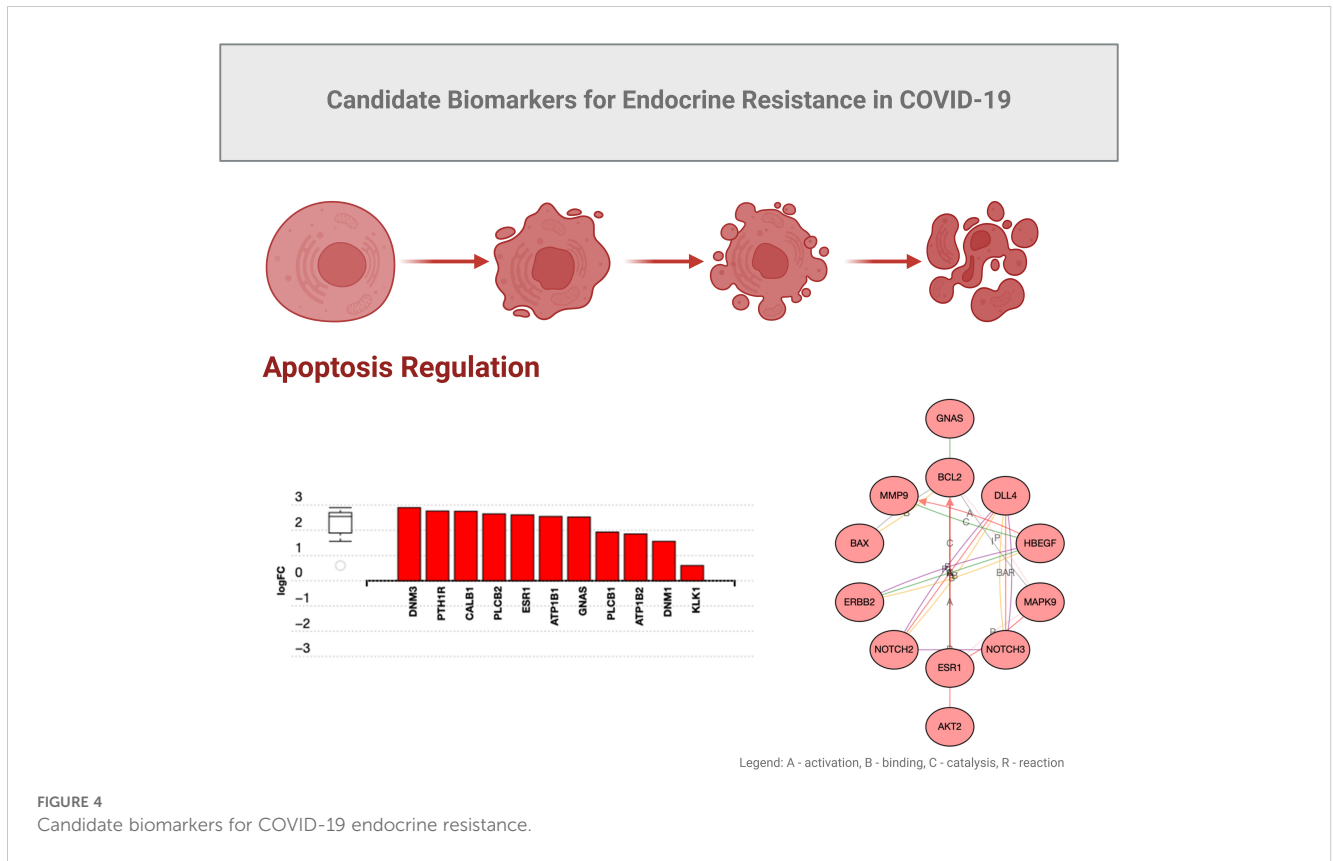 Candidate Biomarkers for Endocrine Resistance in COVID-19
Apoptosis Regulation
logFC
3
2
1
0
−1
−2
−3
DNM3
PTH1R
CALB1
PLCB2
ESR1
ATP1B1
GNAS
PLCB1
ATP1B2
DNM1
KLK1
GNAS
BCL2
MMP9
DLL4
BAX
HBEGF
ERBB2
MAPK9
NOTCH2
NOTCH3
ESR1
AKT2
A
C
C
IP
BAR
A
Legend: A - activation, B - binding, C - catalysis, R - reaction
FIGURE 4
Candidate biomarkers for COVID-19 endocrine resistance.